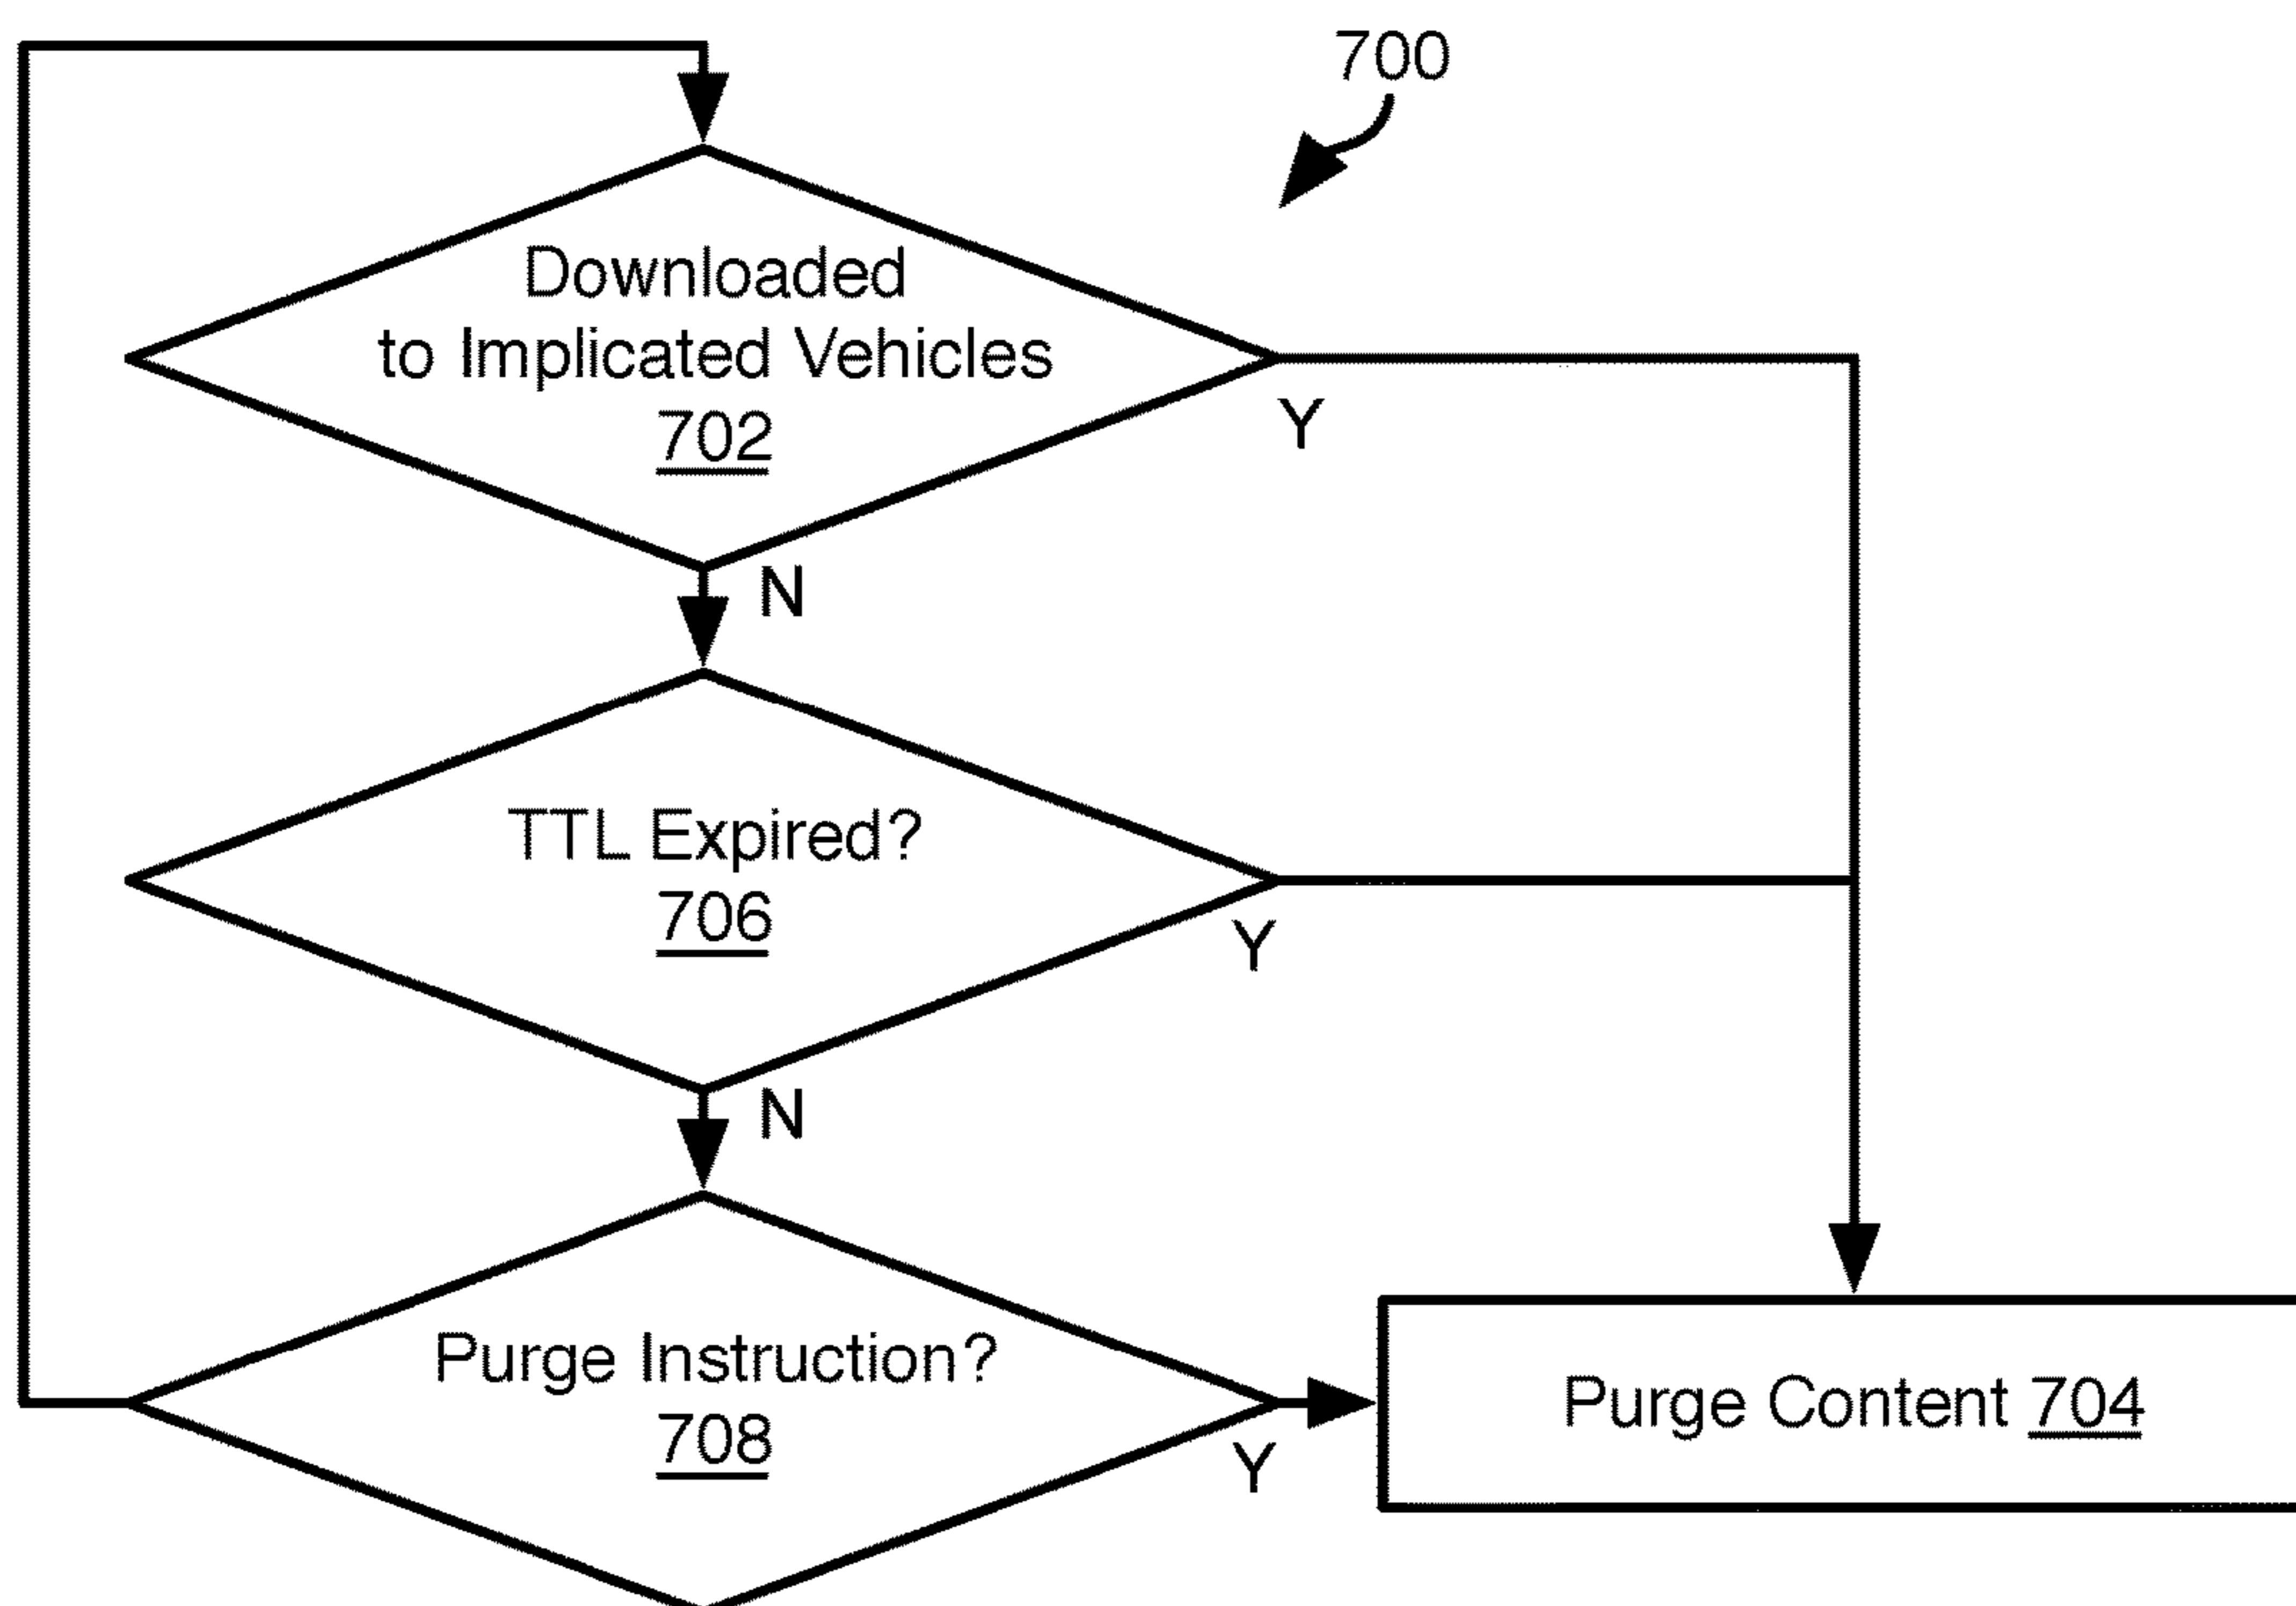 700
Downloaded
to Implicated Vehicles
702
Y
N
TTL Expired?
706
Y
N
Purge Instruction?
708
Y
Purge Content 704